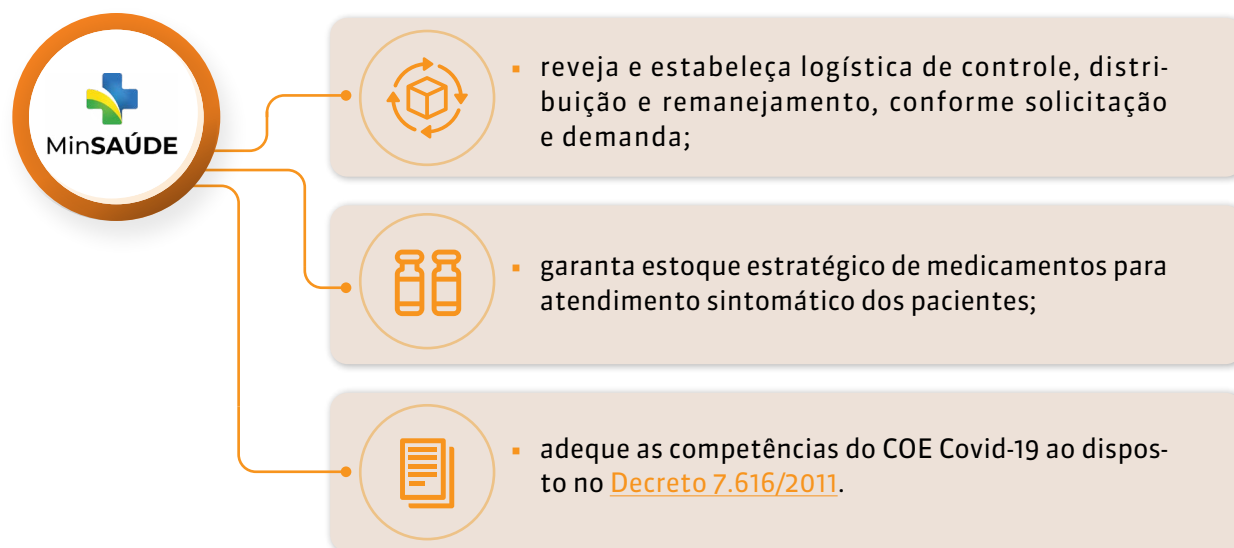 MinSAÚDE
▪ reveja e estabeleça logística de controle, distri-
buição e remanejamento, conforme solicitação
e demanda;
▪ garanta estoque estratégico de medicamentos para
atendimento sintomático dos pacientes;
▪ adeque as competências do COE Covid-19 ao dispos-
to no Decreto 7.616/2011.